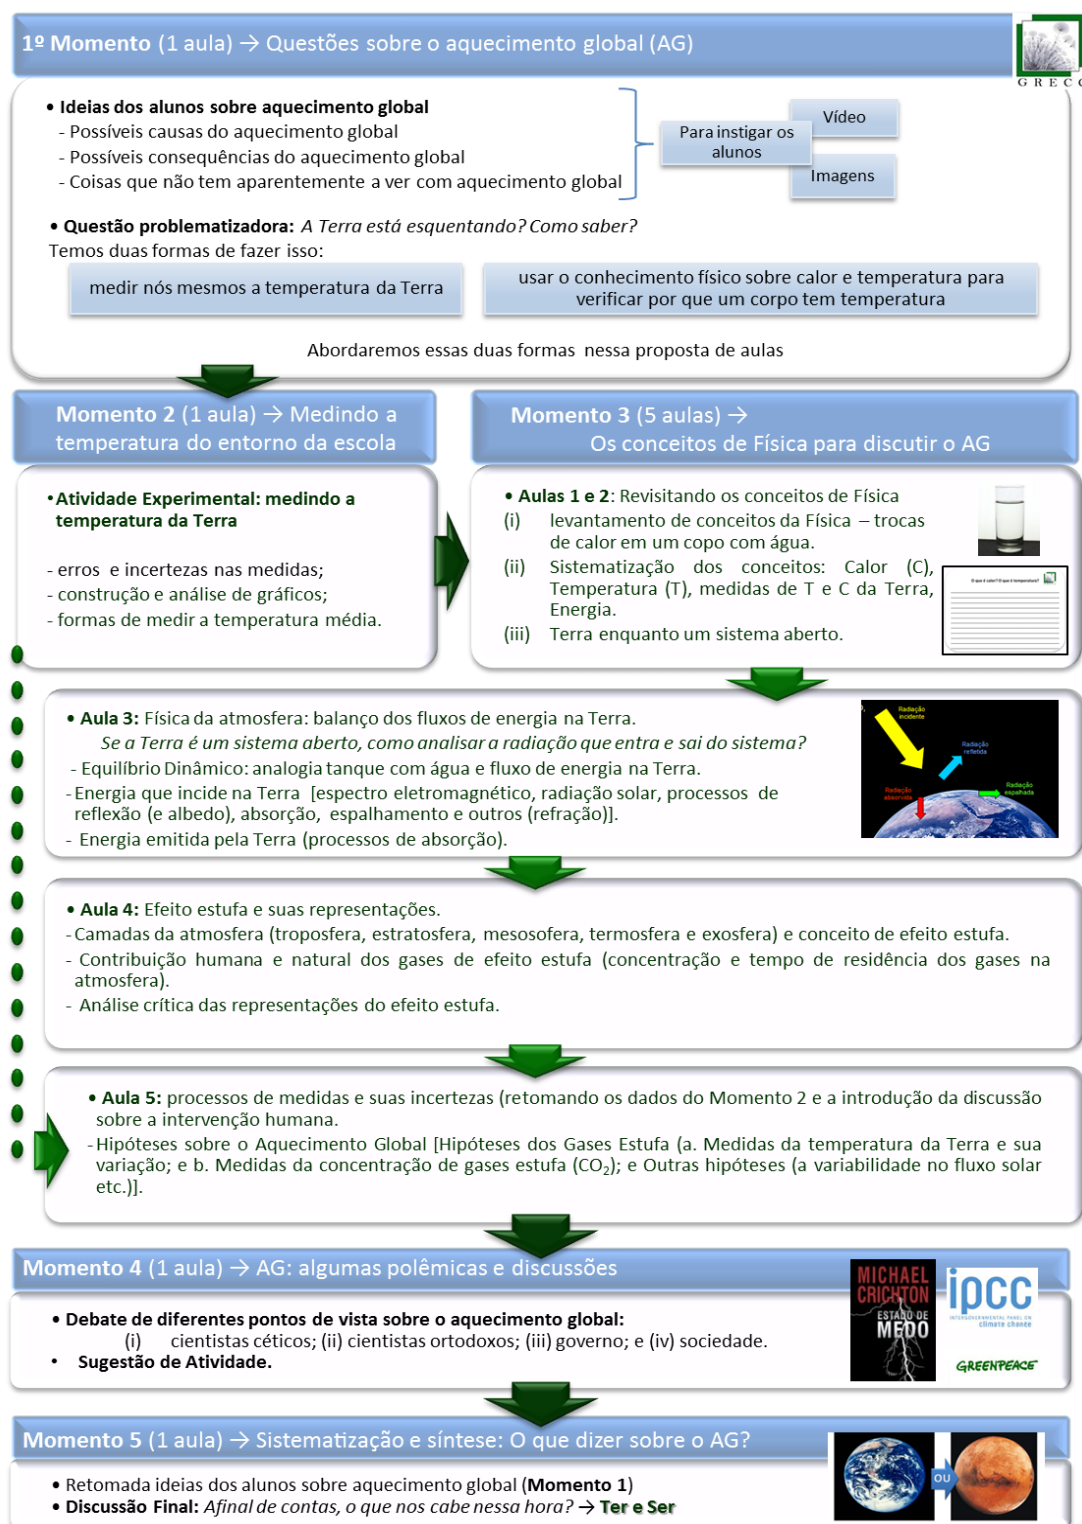 1º Momento (1 aula) → Questões sobre o aquecimento global (AG)
GRECO
• Ideias dos alunos sobre aquecimento global
- Possíveis causas do aquecimento global
- Possíveis consequências do aquecimento global
- Coisas que não tem aparentemente a ver com aquecimento global
Para instigar os
alunos
Vídeo
Imagens
• Questão problematizadora: A Terra está esquentando? Como saber?
Temos duas formas de fazer isso:
medir nós mesmos a temperatura da Terra
usar o conhecimento físico sobre calor e temperatura para
verificar por que um corpo tem temperatura
Abordaremos essas duas formas nessa proposta de aulas
Momento 2 (1 aula) → Medindo a
temperatura do entorno da escola
•Atividade Experimental: medindo a
temperatura da Terra
- erros e incertezas nas medidas;
- construção e análise de gráficos;
- formas de medir a temperatura média.
Momento 3 (5 aulas) →
Os conceitos de Física para discutir o AG
• Aulas 1 e 2: Revisitando os conceitos de Física
(i) levantamento de conceitos da Física – trocas
de calor em um copo com água.
(ii) Sistematização dos conceitos: Calor (C),
Temperatura (T), medidas de T e C da Terra,
Energia.
(iii) Terra enquanto um sistema aberto.
O que é calor? O que é temperatura?
• Aula 3: Física da atmosfera: balanço dos fluxos de energia na Terra.
Se a Terra é um sistema aberto, como analisar a radiação que entra e sai do sistema?
- Equilíbrio Dinâmico: analogia tanque com água e fluxo de energia na Terra.
-Energia que incide na Terra [espectro eletromagnético, radiação solar, processos de
reflexão (e albedo), absorção, espalhamento e outros (refração)].
- Energia emitida pela Terra (processos de absorção).
Radiação
incidente
Radiação
refletida
Radiação
absorvida
Radiação
espalhada
• Aula 4: Efeito estufa e suas representações.
-Camadas da atmosfera (troposfera, estratosfera, mesosofera, termosfera e exosfera) e conceito de efeito estufa.
- Contribuição humana e natural dos gases de efeito estufa (concentração e tempo de residência dos gases na
atmosfera).
- Análise crítica das representações do efeito estufa.
• Aula 5: processos de medidas e suas incertezas (retomando os dados do Momento 2 e a introdução da discussão
sobre a intervenção humana.
-Hipóteses sobre o Aquecimento Global [Hipóteses dos Gases Estufa (a. Medidas da temperatura da Terra e sua
variação; e b. Medidas da concentração de gases estufa (CO₂); e Outras hipóteses (a variabilidade no fluxo solar
etc.)].
Momento 4 (1 aula) → AG: algumas polêmicas e discussões
• Debate de diferentes pontos de vista sobre o aquecimento global:
(i) cientistas céticos; (ii) cientistas ortodoxos; (iii) governo; e (iv) sociedade.
• Sugestão de Atividade.
MICHAEL
CRICHTON
ESTADO DE
MEDO
ipcc
INTERGOVERNMENTAL PANEL ON
climate change
GREENPEACE
Momento 5 (1 aula) → Sistematização e síntese: O que dizer sobre o AG?
• Retomada ideias dos alunos sobre aquecimento global (Momento 1)
• Discussão Final: Afinal de contas, o que nos cabe nessa hora? → Ter e Ser
OU